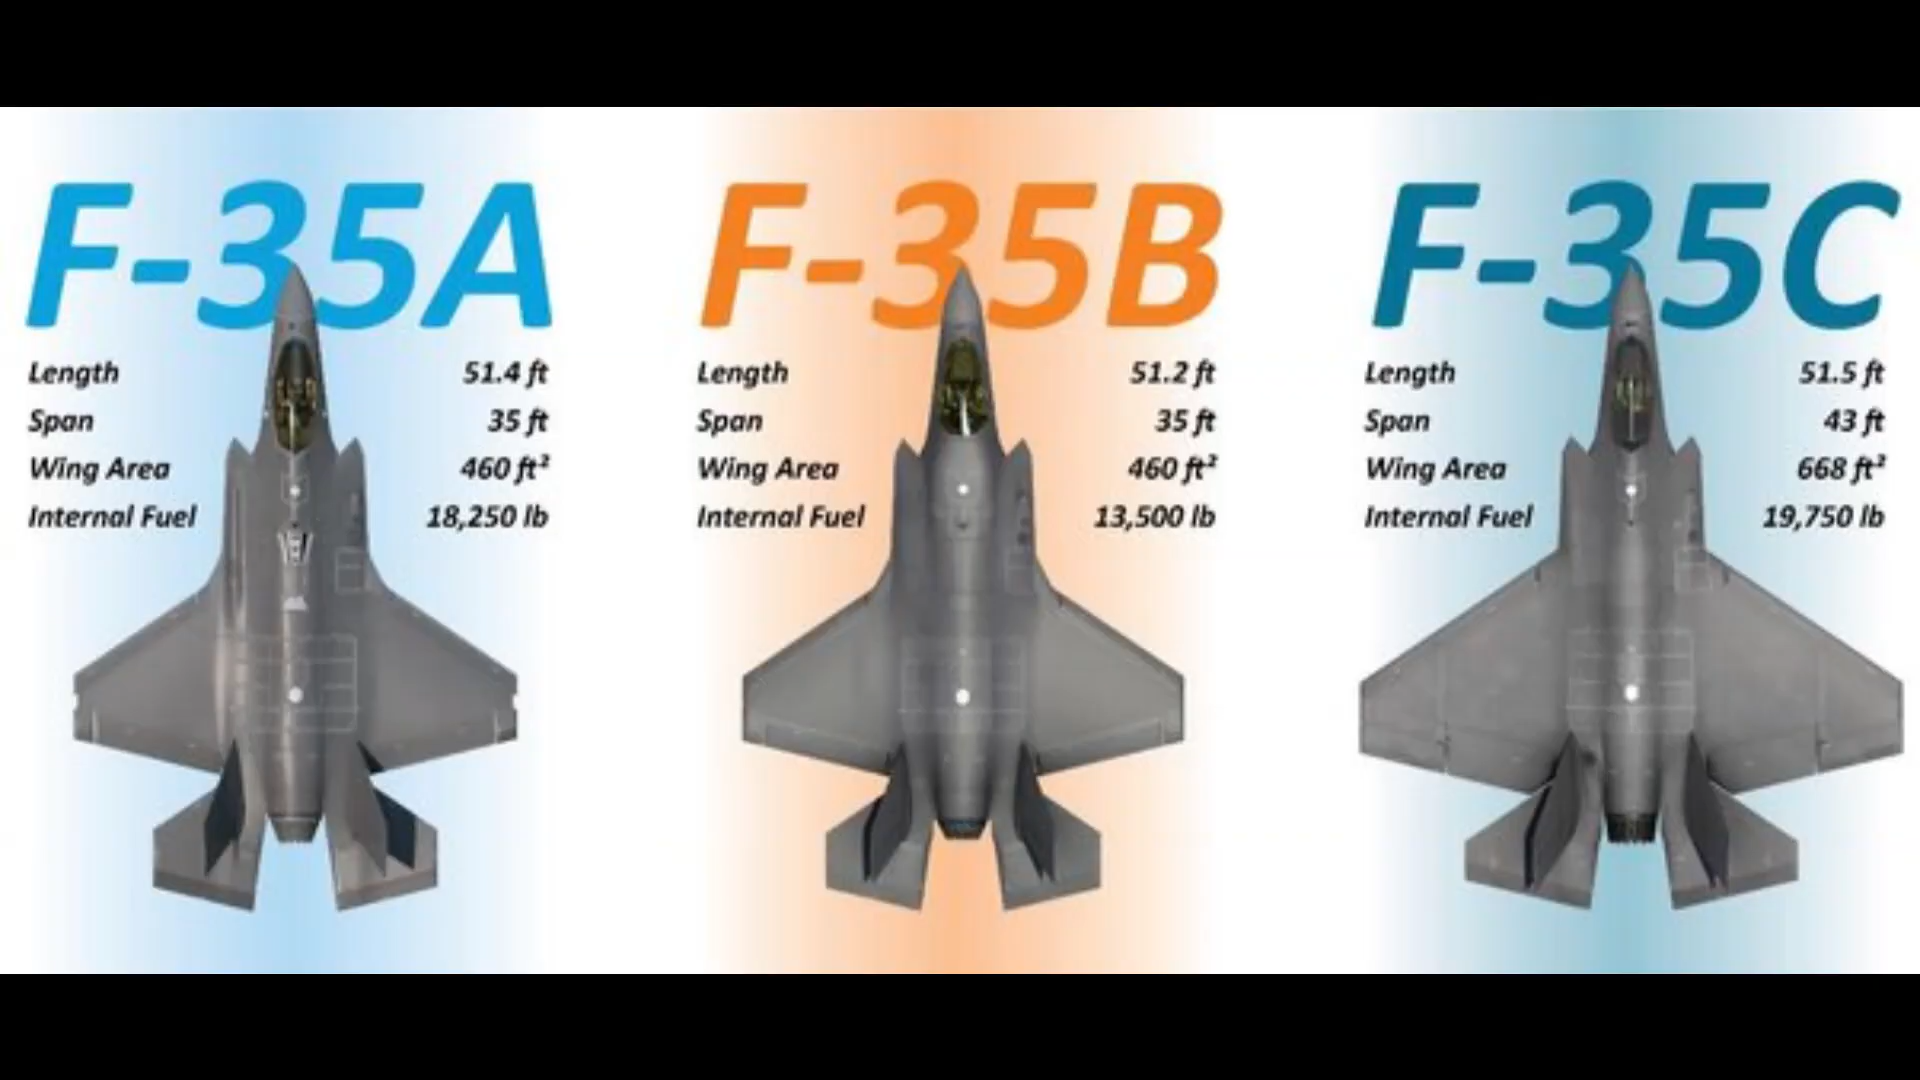 F-35A
Length 51.4 ft
Span 35 ft
Wing Area 460 ft²
Internal Fuel 18,250 lb
F-35B
Length 51.2 ft
Span 35 ft
Wing Area 460 ft²
Internal Fuel 13,500 lb
F-35C
Length 51.5 ft
Span 43 ft
Wing Area 668 ft²
Internal Fuel 19,750 lb